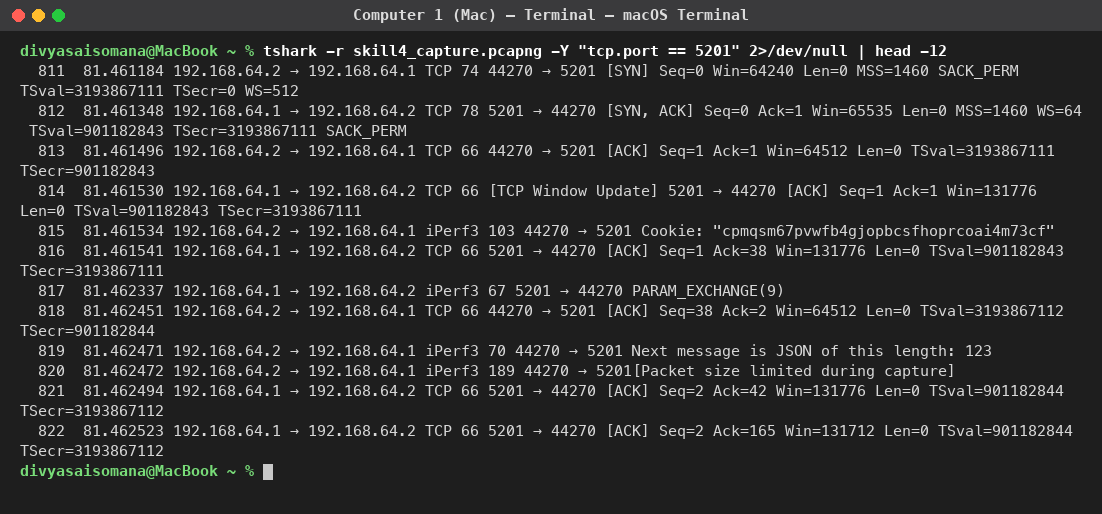 Computer 1 (Mac) — Terminal — macOS Terminal
divyasaisomana@MacBook ~ % tshark -r skill4_capture.pcapng -Y "tcp.port == 5201" 2>/dev/null | head -12
811  81.461184 192.168.64.2 → 192.168.64.1 TCP 74 44270 → 5201 [SYN] Seq=0 Win=64240 Len=0 MSS=1460 SACK_PERM
TSval=3193867111 TSecr=0 WS=512
812  81.461348 192.168.64.1 → 192.168.64.2 TCP 78 5201 → 44270 [SYN, ACK] Seq=0 Ack=1 Win=65535 Len=0 MSS=1460 WS=64
TSval=901182843 TSecr=3193867111 SACK_PERM
813  81.461496 192.168.64.2 → 192.168.64.1 TCP 66 44270 → 5201 [ACK] Seq=1 Ack=1 Win=64512 Len=0 TSval=3193867111
TSecr=901182843
814  81.461530 192.168.64.1 → 192.168.64.2 TCP 66 [TCP Window Update] 5201 → 44270 [ACK] Seq=1 Ack=1 Win=131776
Len=0 TSval=901182843 TSecr=3193867111
815  81.461534 192.168.64.2 → 192.168.64.1 iPerf3 103 44270 → 5201 Cookie: "cpmqsm67pvwfb4gjopbcsfhoprcoai4m73cf"
816  81.461541 192.168.64.1 → 192.168.64.2 TCP 66 5201 → 44270 [ACK] Seq=1 Ack=38 Win=131776 Len=0 TSval=901182843
TSecr=3193867111
817  81.462337 192.168.64.1 → 192.168.64.2 iPerf3 67 5201 → 44270 PARAM_EXCHANGE(9)
818  81.462451 192.168.64.2 → 192.168.64.1 TCP 66 44270 → 5201 [ACK] Seq=38 Ack=2 Win=64512 Len=0 TSval=3193867112
TSecr=901182844
819  81.462471 192.168.64.2 → 192.168.64.1 iPerf3 70 44270 → 5201 Next message is JSON of this length: 123
820  81.462472 192.168.64.2 → 192.168.64.1 iPerf3 189 44270 → 5201[Packet size limited during capture]
821  81.462494 192.168.64.1 → 192.168.64.2 TCP 66 5201 → 44270 [ACK] Seq=2 Ack=42 Win=131776 Len=0 TSval=901182844
TSecr=3193867112
822  81.462523 192.168.64.1 → 192.168.64.2 TCP 66 5201 → 44270 [ACK] Seq=2 Ack=165 Win=131712 Len=0 TSval=901182844
TSecr=3193867112
divyasaisomana@MacBook ~ %